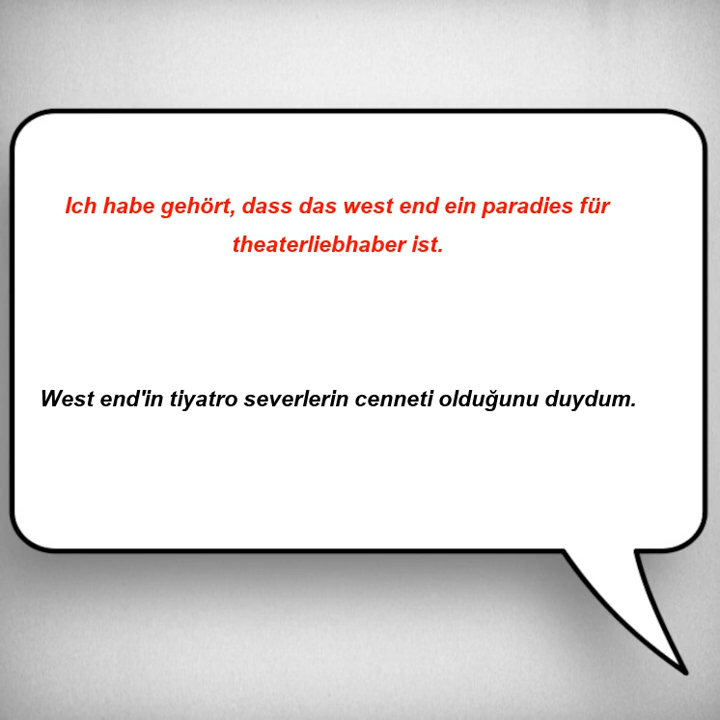 Ich habe gehört, dass das west end ein paradies für
theaterliebhaber ist.
West end'in tiyatro severlerin cenneti olduğunu duydum.